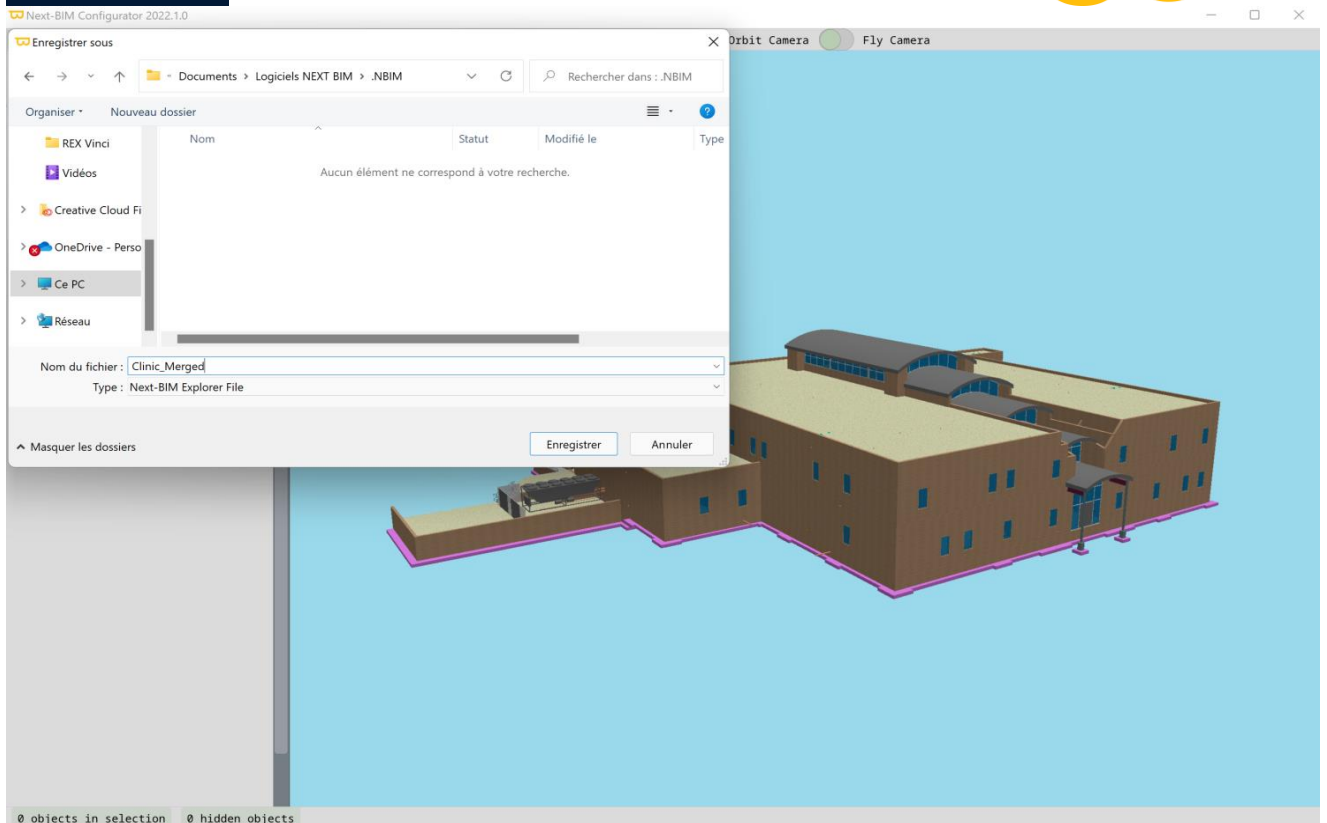 Next-BIM Configurator 2022.1.0
Enregistrer sous
Orbit Camera Fly Camera
Documents > Logiciels NEXT BIM > .NBIM
Rechercher dans : .NBIM
Organiser Nouveau dossier
Nom Statut Modifié le Type
REX Vinci
Aucun élément ne correspond à votre recherche.
Vidéos
Creative Cloud Fi
OneDrive - Perso
Ce PC
Réseau
Nom du fichier : Clinic_Merged
Type : Next-BIM Explorer File
Masquer les dossiers
Enregistrer Annuler
0 objects in selection 0 hidden objects